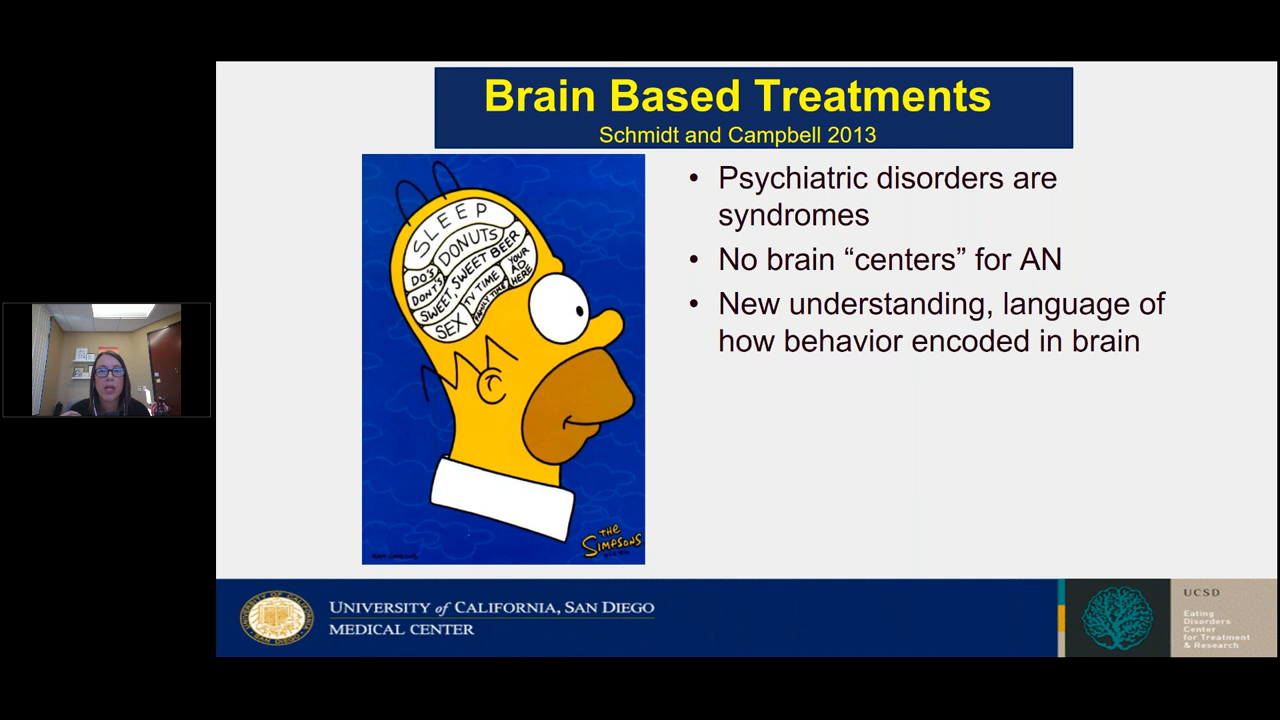 Brain Based Treatments
Schmidt and Campbell 2013
SLEEP
DONUTS
DO'S
DON'TS
SWEET, SWEET BEER
TV TIME
FAMILY TIME
YOUR
AD
HERE
SEX
THE
SIMPSONS
• Psychiatric disorders are
syndromes
• No brain “centers” for AN
• New understanding, language of
how behavior encoded in brain
UNIVERSITY of CALIFORNIA, SAN DIEGO
MEDICAL CENTER
UCSD
Eating
Disorders
Center
for Treatment
& Research